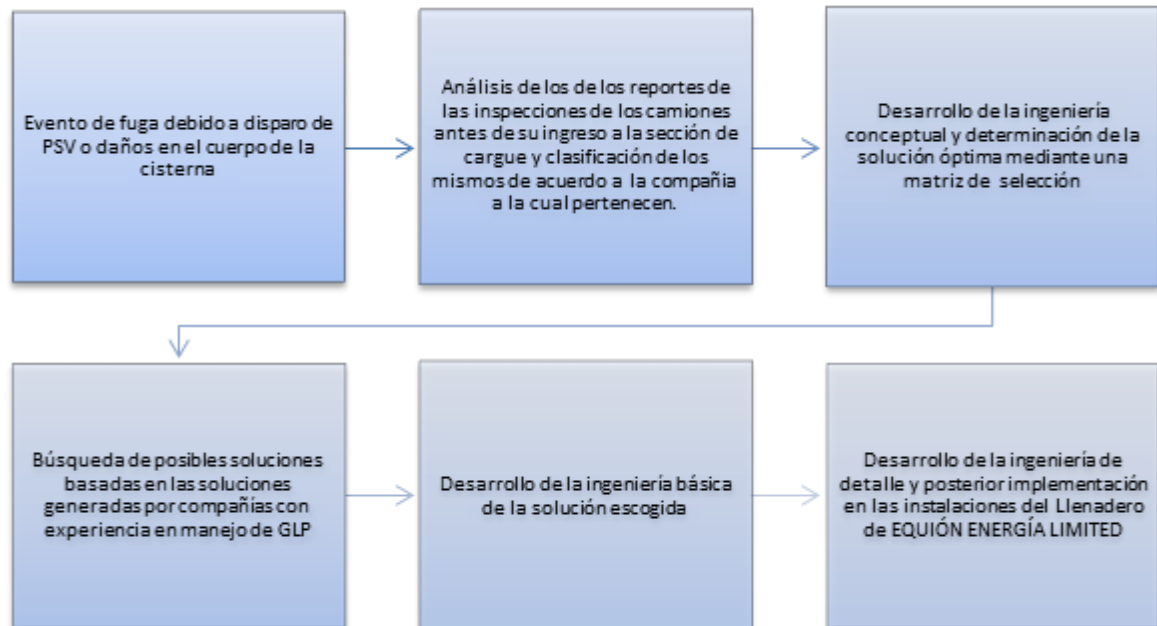 Evento de fuga debido a disparo de
PSV o daños en el cuerpo de la
cisterna
Análisis de los de los reportes de
las inspecciones de los camiones
antes de su ingreso a la sección de
cargue y clasificación de los
mismos de acuerdo a la compañia
a la cual pertenecen.
Desarrollo de la ingeniería
conceptual y determinación de la
solución óptima mediante una
matriz de selección
Búsqueda de posibles soluciones
basadas en las soluciones
generadas por compañías con
experiencia en manejo de GLP
Desarrollo de la ingeniería básica
de la solución escogida
Desarrollo de la ingeniería de
detalle y posterior implementación
en las instalaciones del Llenadero
de EQUIÓN ENERGÍA LIMITED